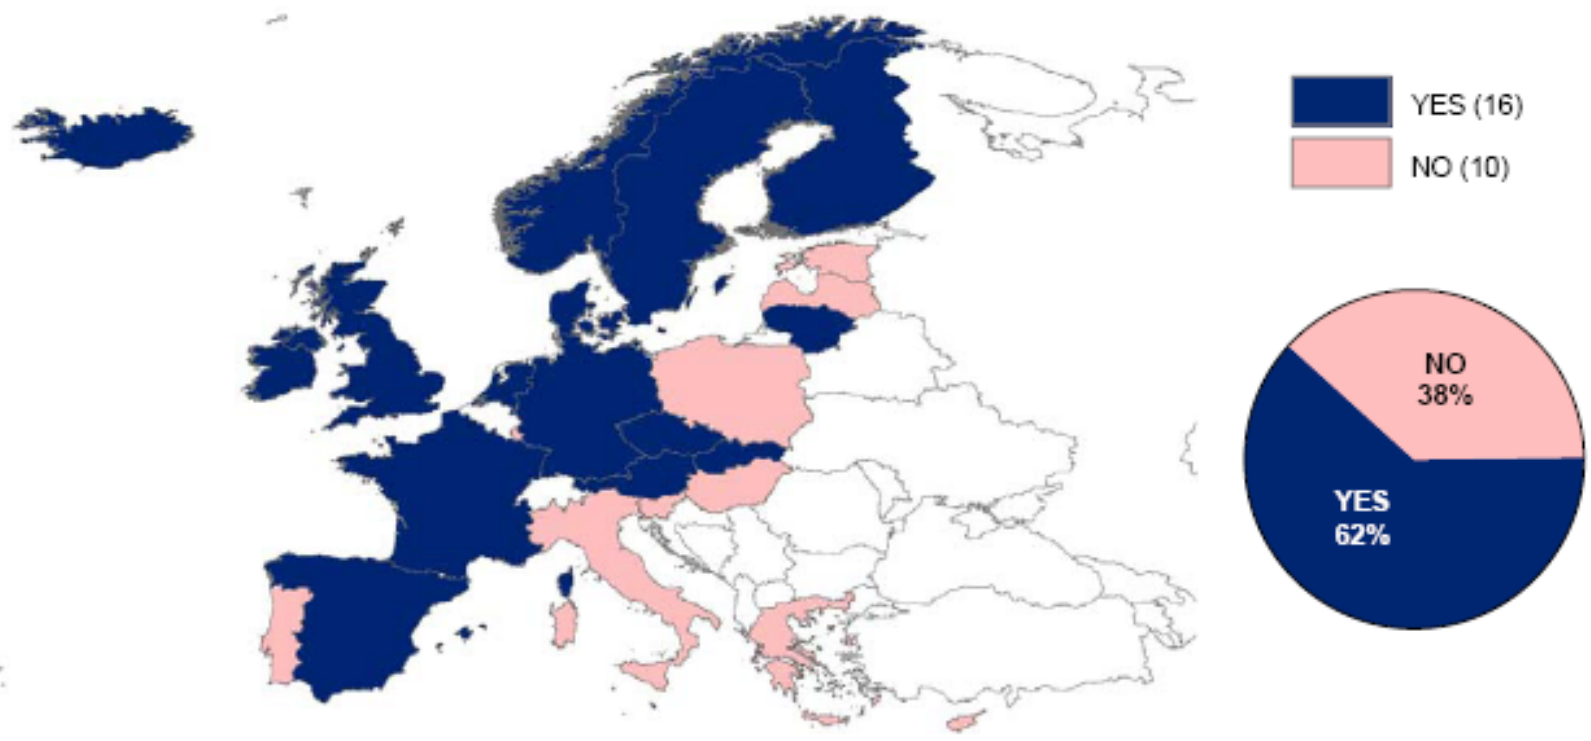 YES (16)
NO (10)
NO
38%
YES
62%